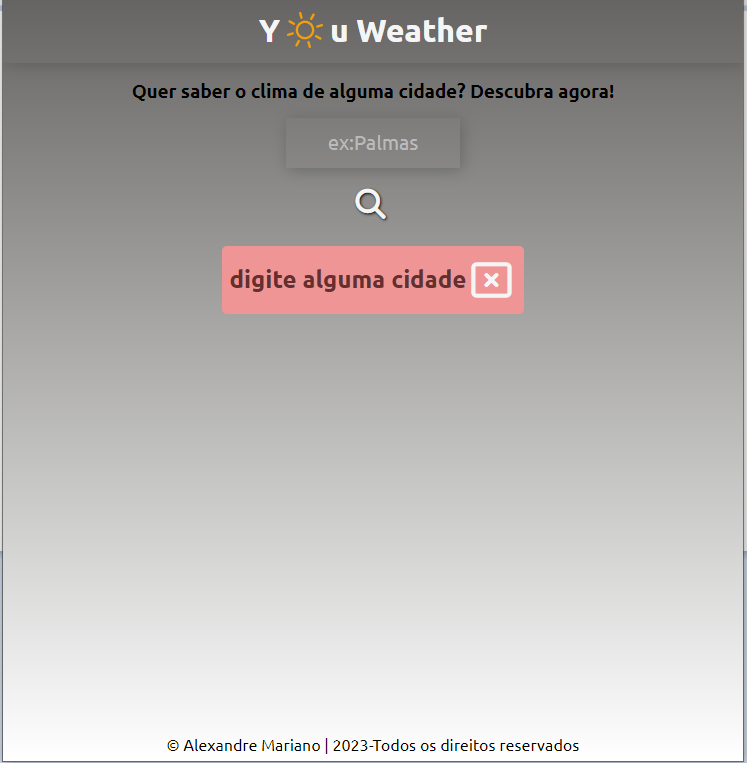 Y u Weather
Quer saber o clima de alguma cidade? Descubra agora!
ex:Palmas
digite alguma cidade
© Alexandre Mariano | 2023-Todos os direitos reservados